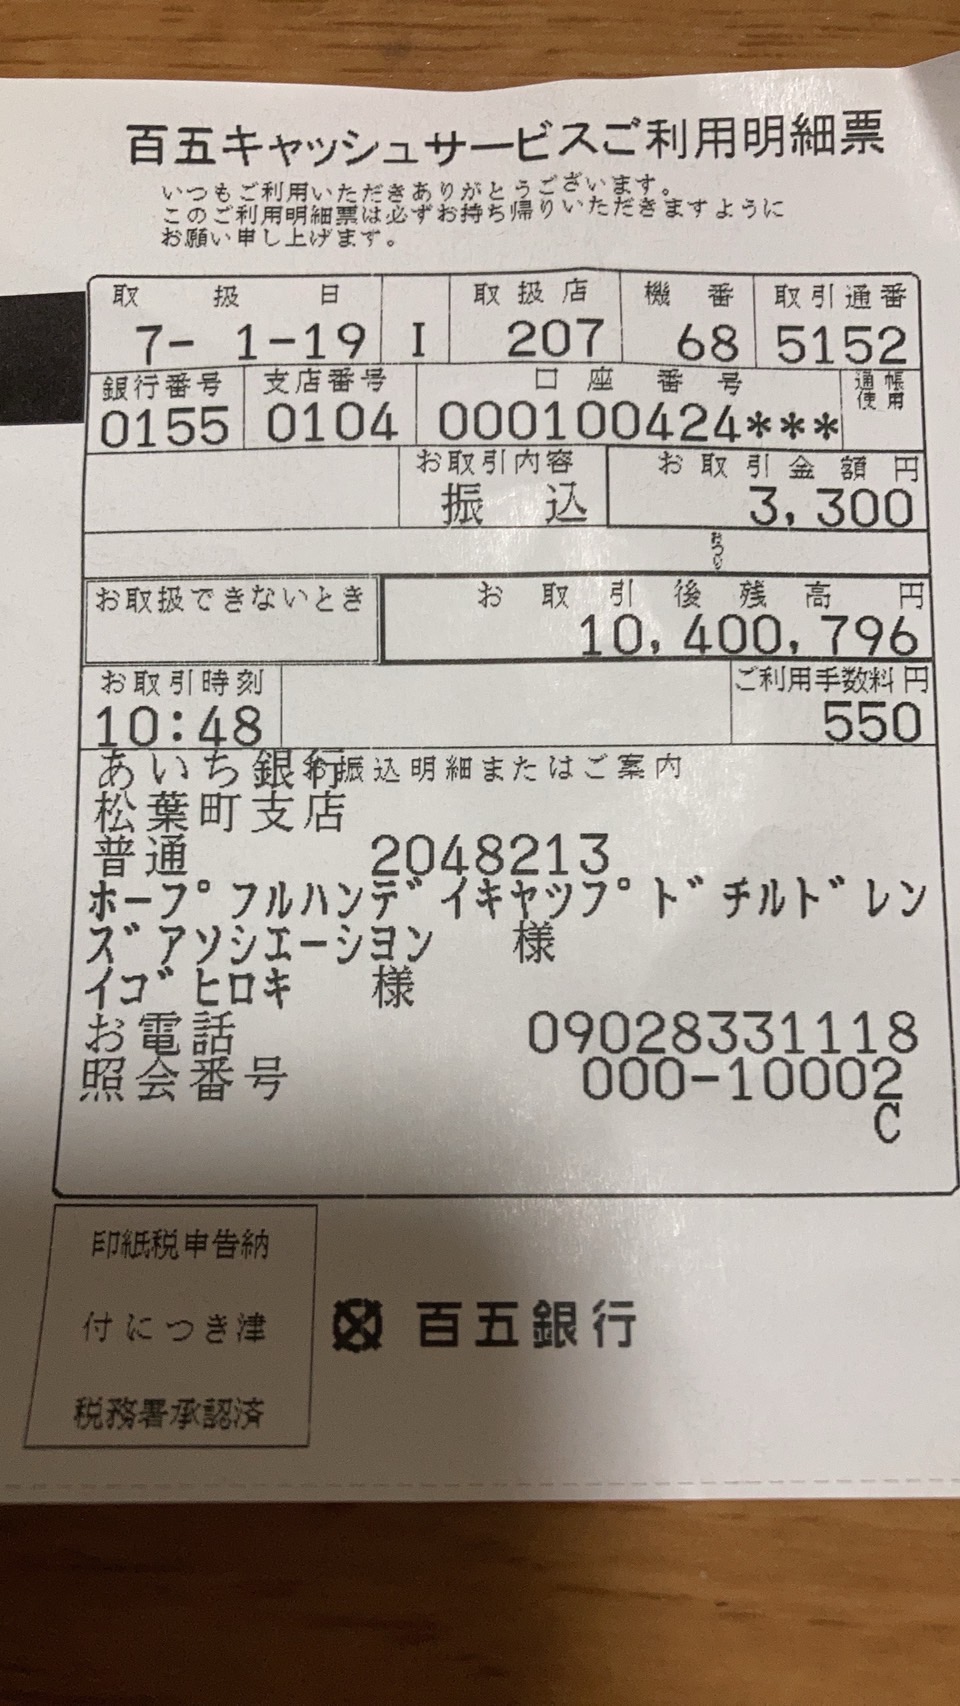 百五キャッシュサービスご利用明細票
いつもご利用いただきありがとうございます。
このご利用明細票は必ずお持ち帰りいただきますように
お願い申し上げます。
取扱日 取扱店 機番 取引通番
7- 1-19 I 207 68 5152
銀行番号 支店番号 口座番号 通帳使用
0155 0104 000100424***
お取引内容 お取引金額 円
振込 3,300
おつり
お取扱できないとき お取引後残高 円
10,400,796
お取引時刻 ご利用手数料 円
10:48 550
お振込明細またはご案内
あいち銀行
松葉町支店
普通 2048213
ホープフルハンデイキヤツプドチルドレン
ズアソシエーシヨン 様
イゴヒロキ 様
お電話 09028331118
照会番号 000-10002
C
印紙税申告納
付につき津
税務署承認済
百五銀行